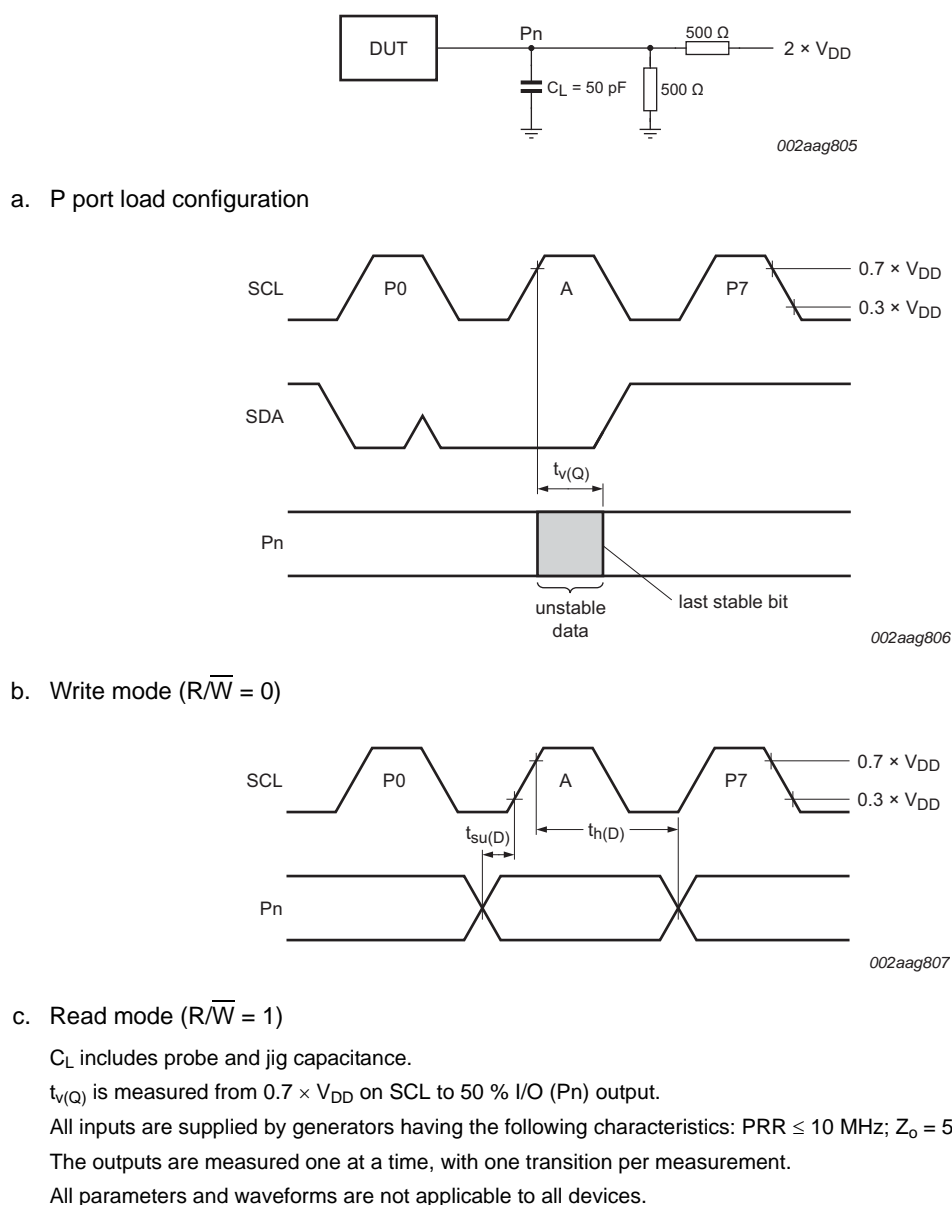 DUT
Pn
500 Ω
2 × VDD
CL = 50 pF
500 Ω
002aag805
a. P port load configuration
SCL
P0
A
P7
0.7 × VDD
0.3 × VDD
SDA
tv(Q)
Pn
unstable
data
last stable bit
002aag806
b. Write mode (R/W̅ = 0)
SCL
P0
A
P7
0.7 × VDD
0.3 × VDD
tsu(D)
th(D)
Pn
002aag807
c. Read mode (R/W̅ = 1)
CL includes probe and jig capacitance.
tv(Q) is measured from 0.7 × VDD on SCL to 50 % I/O (Pn) output.
All inputs are supplied by generators having the following characteristics: PRR ≤ 10 MHz; Zo = 5
The outputs are measured one at a time, with one transition per measurement.
All parameters and waveforms are not applicable to all devices.